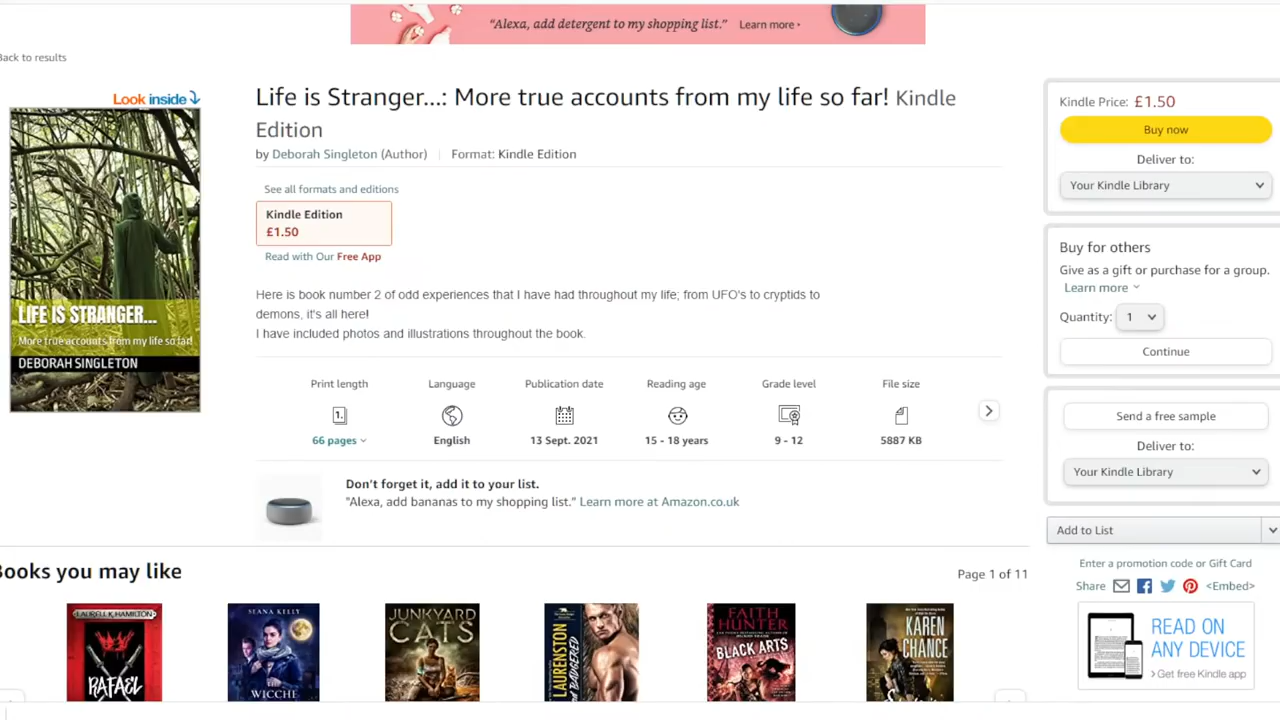 "Alexa, add detergent to my shopping list." Learn more ›
Back to results
Look inside
LIFE IS STRANGER...
More true accounts from my life so far!
DEBORAH SINGLETON
Life is Stranger...: More true accounts from my life so far! Kindle
Edition
by Deborah Singleton (Author) Format: Kindle Edition
See all formats and editions
Kindle Edition
£1.50
Read with Our Free App
Here is book number 2 of odd experiences that I have had throughout my life; from UFO's to cryptids to
demons, it's all here!
I have included photos and illustrations throughout the book.
Print length Language Publication date Reading age Grade level File size
1.
66 pages English 13 Sept. 2021 15 - 18 years 9 - 12 5887 KB
Don't forget it, add it to your list.
"Alexa, add bananas to my shopping list." Learn more at Amazon.co.uk
Kindle Price: £1.50
Buy now
Deliver to:
Your Kindle Library
Buy for others
Give as a gift or purchase for a group.
Learn more
Quantity: 1
Continue
Send a free sample
Deliver to:
Your Kindle Library
Add to List
Enter a promotion code or Gift Card
Share <Embed>
READ ON
ANY DEVICE
› Get free Kindle app
Books you may like
Page 1 of 11
LAURELL K. HAMILTON
RAFAEL
SEANA KELLY
WICCHE
JUNKYARD
CATS
LAURENSTON
BADGERED
FAITH
HUNTER
BLACK ARTS
KAREN
CHANCE